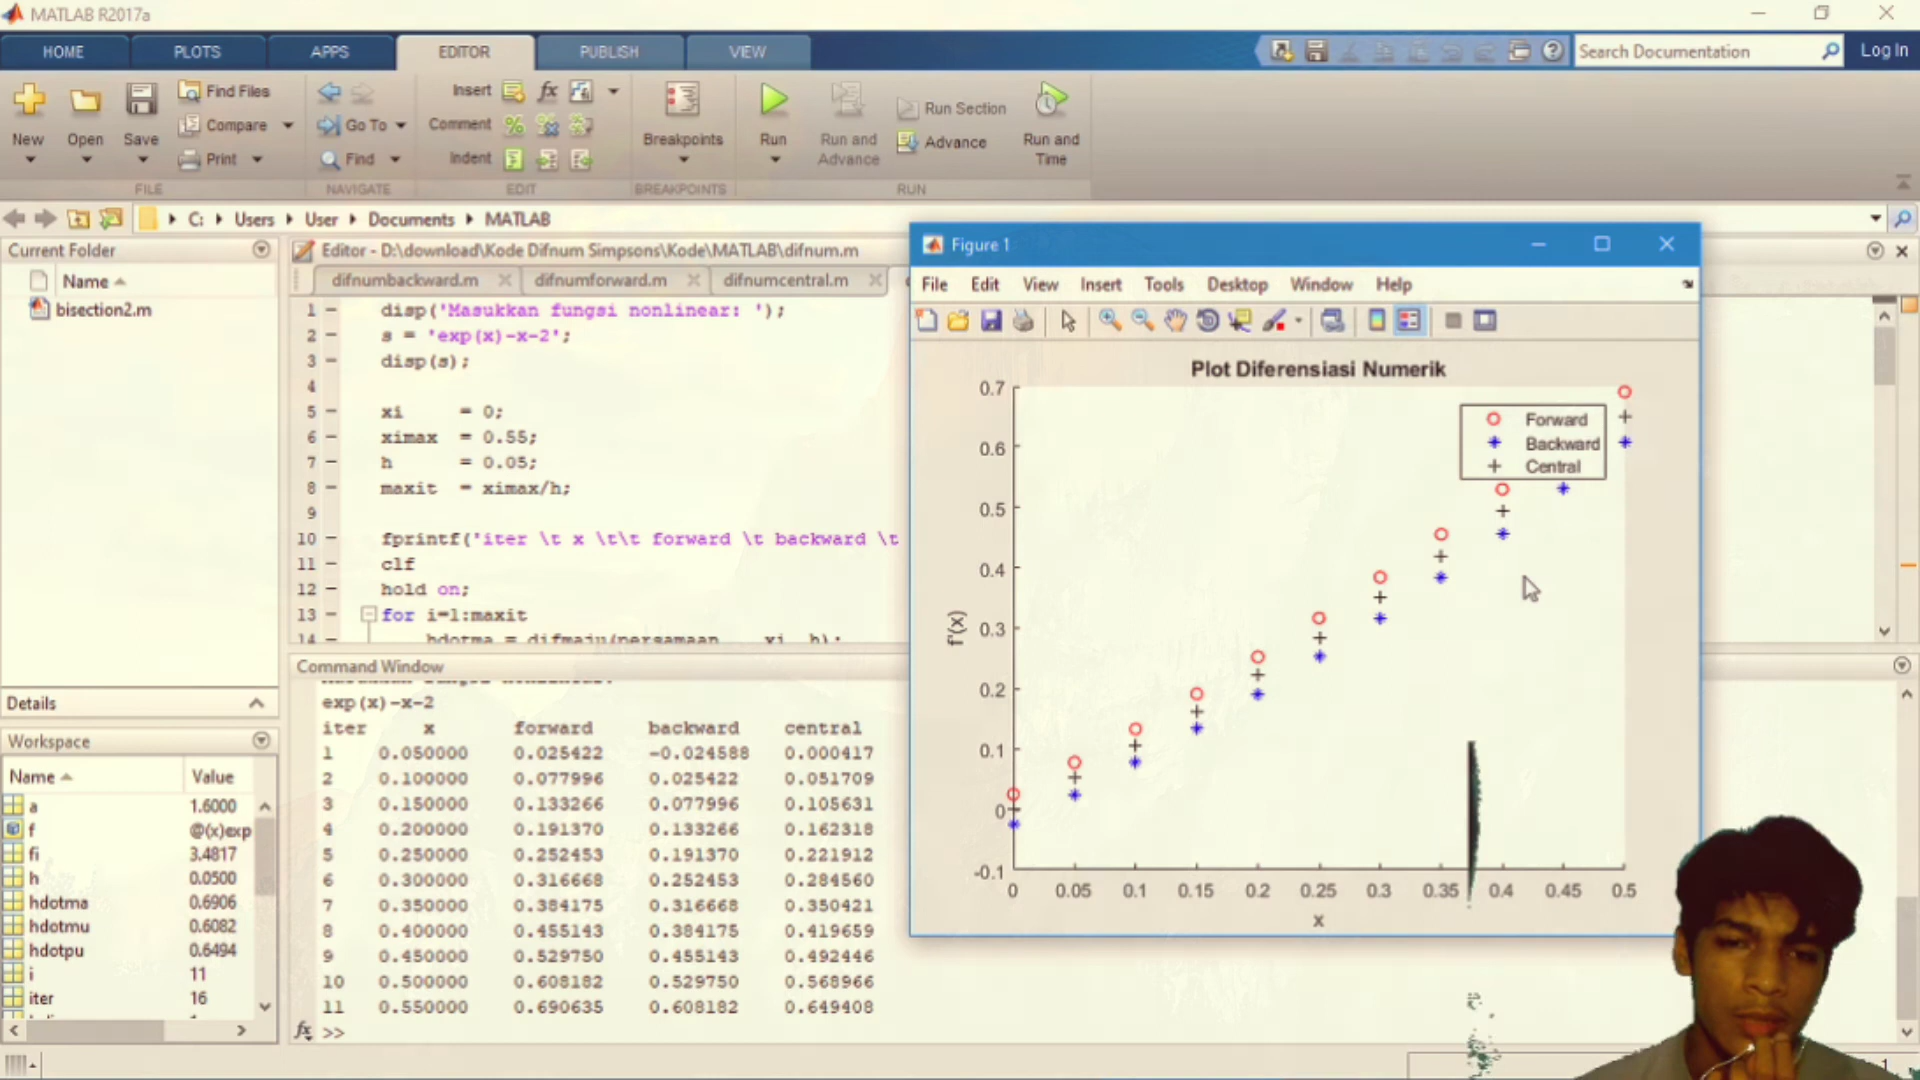 MATLAB R2017a
HOME PLOTS APPS EDITOR PUBLISH VIEW
Search Documentation
Log In
New Open Save
Find Files
Compare
Print
Go To
Find
Insert
fx
Comment
Indent
Breakpoints
Run
Run and Advance
Run Section
Advance
Run and Time
FILE NAVIGATE EDIT BREAKPOINTS RUN
C: Users User Documents MATLAB
Current Folder
Name
bisection2.m
Details
Workspace
Name Value
a 1.6000
f @(x)exp
fi 3.4817
h 0.0500
hdotma 0.6906
hdotmu 0.6082
hdotpu 0.6494
i 11
iter 16
Editor - D:\download\Kode Difnum Simpsons\Kode\MATLAB\difnum.m
difnumbackward.m difnumforward.m difnumcentral.m
1 disp('Masukkan fungsi nonlinear: ');
2 s = 'exp(x)-x-2';
3 disp(s);
4
5 xi = 0;
6 ximax = 0.55;
7 h = 0.05;
8 maxit = ximax/h;
9
10 fprintf('iter \t x \t\t forward \t backward \t
11 clf
12 hold on;
13 for i=1:maxit
14 hdotma = difmaju(persamaan, xi, h);
Command Window
exp(x)-x-2
iter x forward backward central
1 0.050000 0.025422 -0.024588 0.000417
2 0.100000 0.077996 0.025422 0.051709
3 0.150000 0.133266 0.077996 0.105631
4 0.200000 0.191370 0.133266 0.162318
5 0.250000 0.252453 0.191370 0.221912
6 0.300000 0.316668 0.252453 0.284560
7 0.350000 0.384175 0.316668 0.350421
8 0.400000 0.455143 0.384175 0.419659
9 0.450000 0.529750 0.455143 0.492446
10 0.500000 0.608182 0.529750 0.568966
11 0.550000 0.690635 0.608182 0.649408
fx >>
Figure 1
File Edit View Insert Tools Desktop Window Help
Plot Diferensiasi Numerik
Forward
Backward
Central
0.7
0.6
0.5
0.4
0.3
0.2
0.1
0
-0.1
f'(x)
0 0.05 0.1 0.15 0.2 0.25 0.3 0.35 0.4 0.45 0.5
x